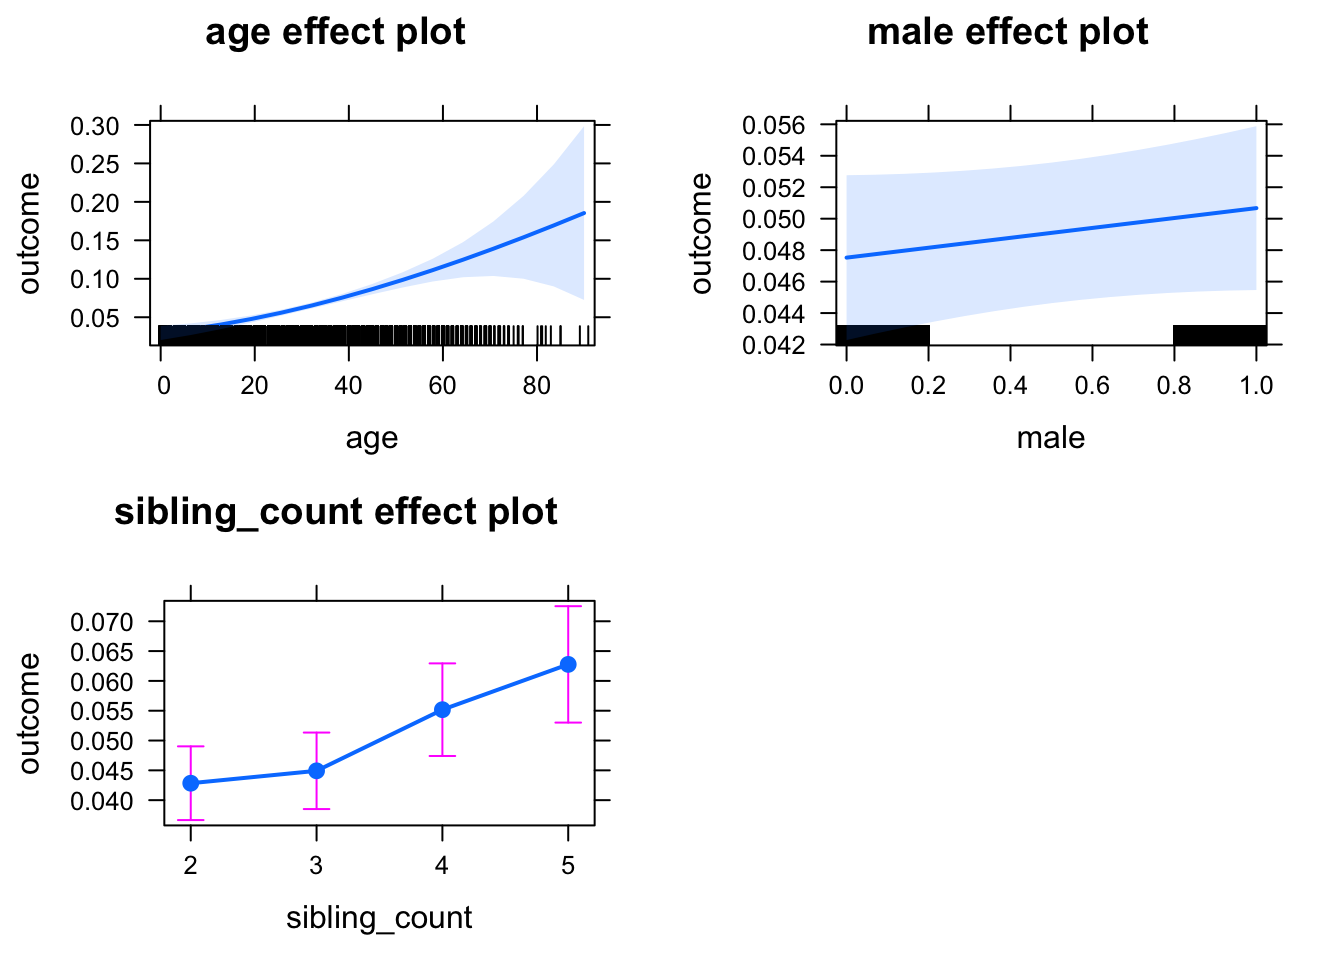 age effect plot
outcome
0.30
0.25
0.20
0.15
0.10
0.05
0 20 40 60 80
age
male effect plot
outcome
0.056
0.054
0.052
0.050
0.048
0.046
0.044
0.042
0.0 0.2 0.4 0.6 0.8 1.0
male
sibling_count effect plot
outcome
0.070
0.065
0.060
0.055
0.050
0.045
0.040
2 3 4 5
sibling_count